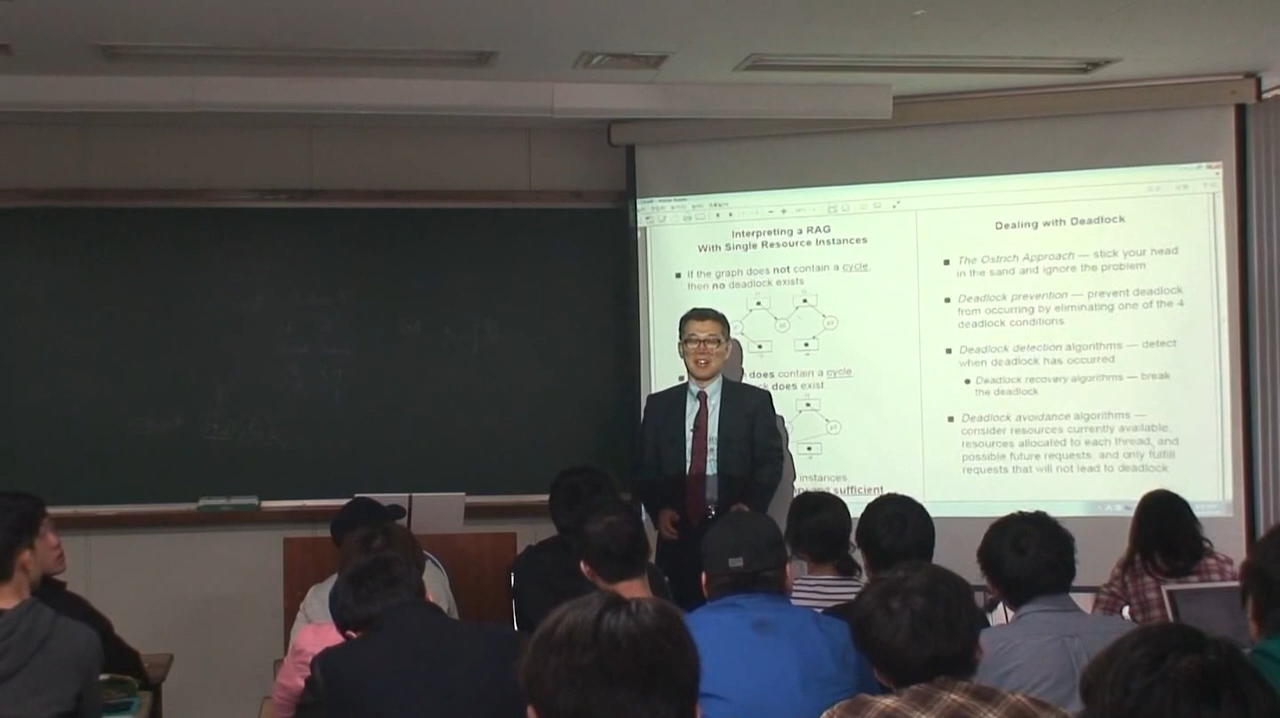 Interpreting a RAG
With Single Resource Instances
If the graph does not contain a cycle,
then no deadlock exists
does contain a cycle
does exist
instances,
sufficient
Dealing with Deadlock
The Ostrich Approach — stick your head
in the sand and ignore the problem
Deadlock prevention — prevent deadlock
from occurring by eliminating one of the 4
deadlock conditions
Deadlock detection algorithms — detect
when deadlock has occurred
Deadlock recovery algorithms — break
the deadlock
Deadlock avoidance algorithms —
consider resources currently available,
resources allocated to each thread, and
possible future requests, and only fulfill
requests that will not lead to deadlock